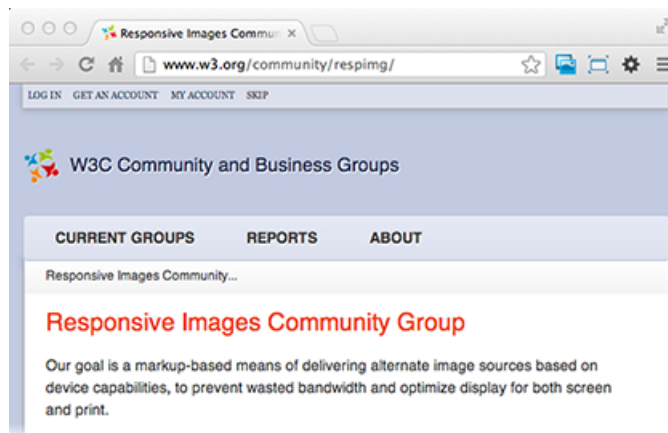 Responsive Images Commun
www.w3.org/community/respimg/
LOG IN GET AN ACCOUNT MY ACCOUNT SKIP
W3C Community and Business Groups
CURRENT GROUPS REPORTS ABOUT
Responsive Images Community...
Responsive Images Community Group
Our goal is a markup-based means of delivering alternate image sources based on
device capabilities, to prevent wasted bandwidth and optimize display for both screen
and print.